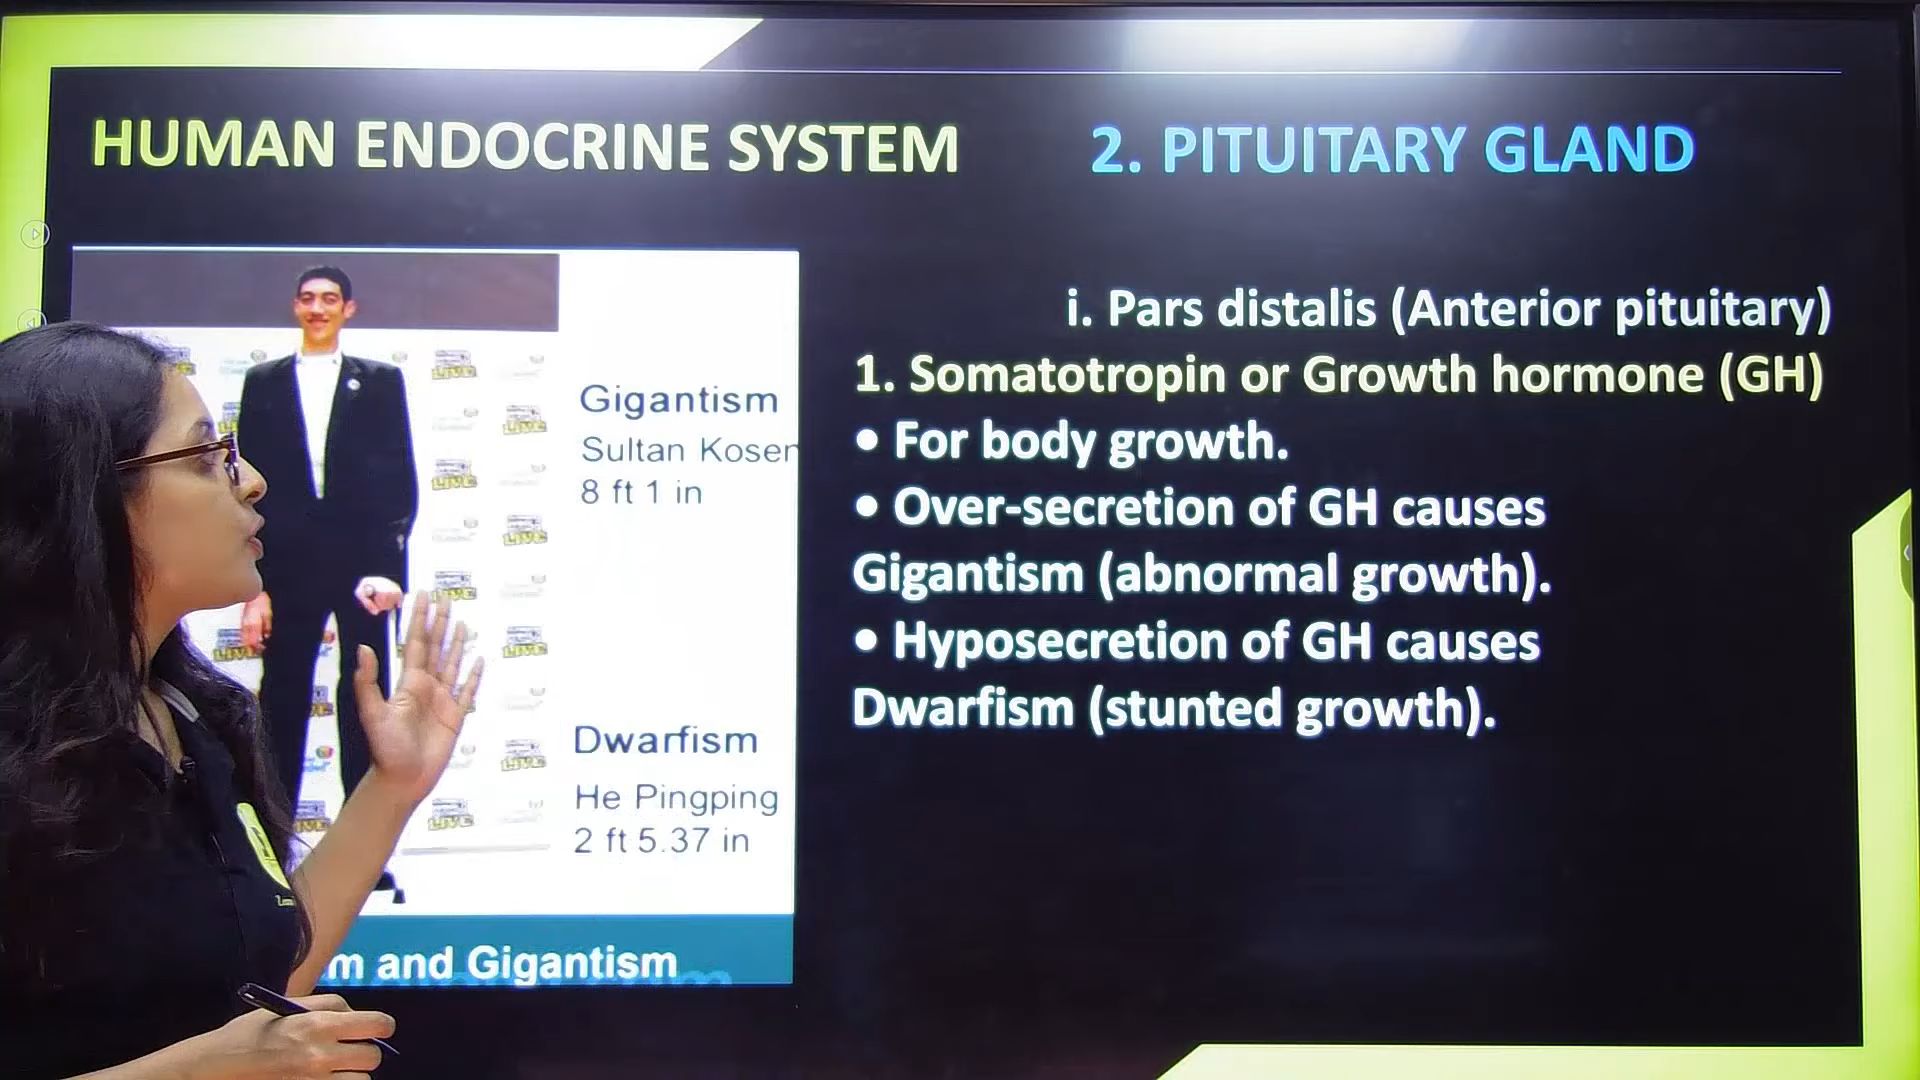 HUMAN ENDOCRINE SYSTEM
2. PITUITARY GLAND
Gigantism
Sultan Kosen
8 ft 1 in
Dwarfism
He Pingping
2 ft 5.37 in
m and Gigantism
i. Pars distalis (Anterior pituitary)
1. Somatotropin or Growth hormone (GH)
• For body growth.
• Over-secretion of GH causes
Gigantism (abnormal growth).
• Hyposecretion of GH causes
Dwarfism (stunted growth).
LIVE